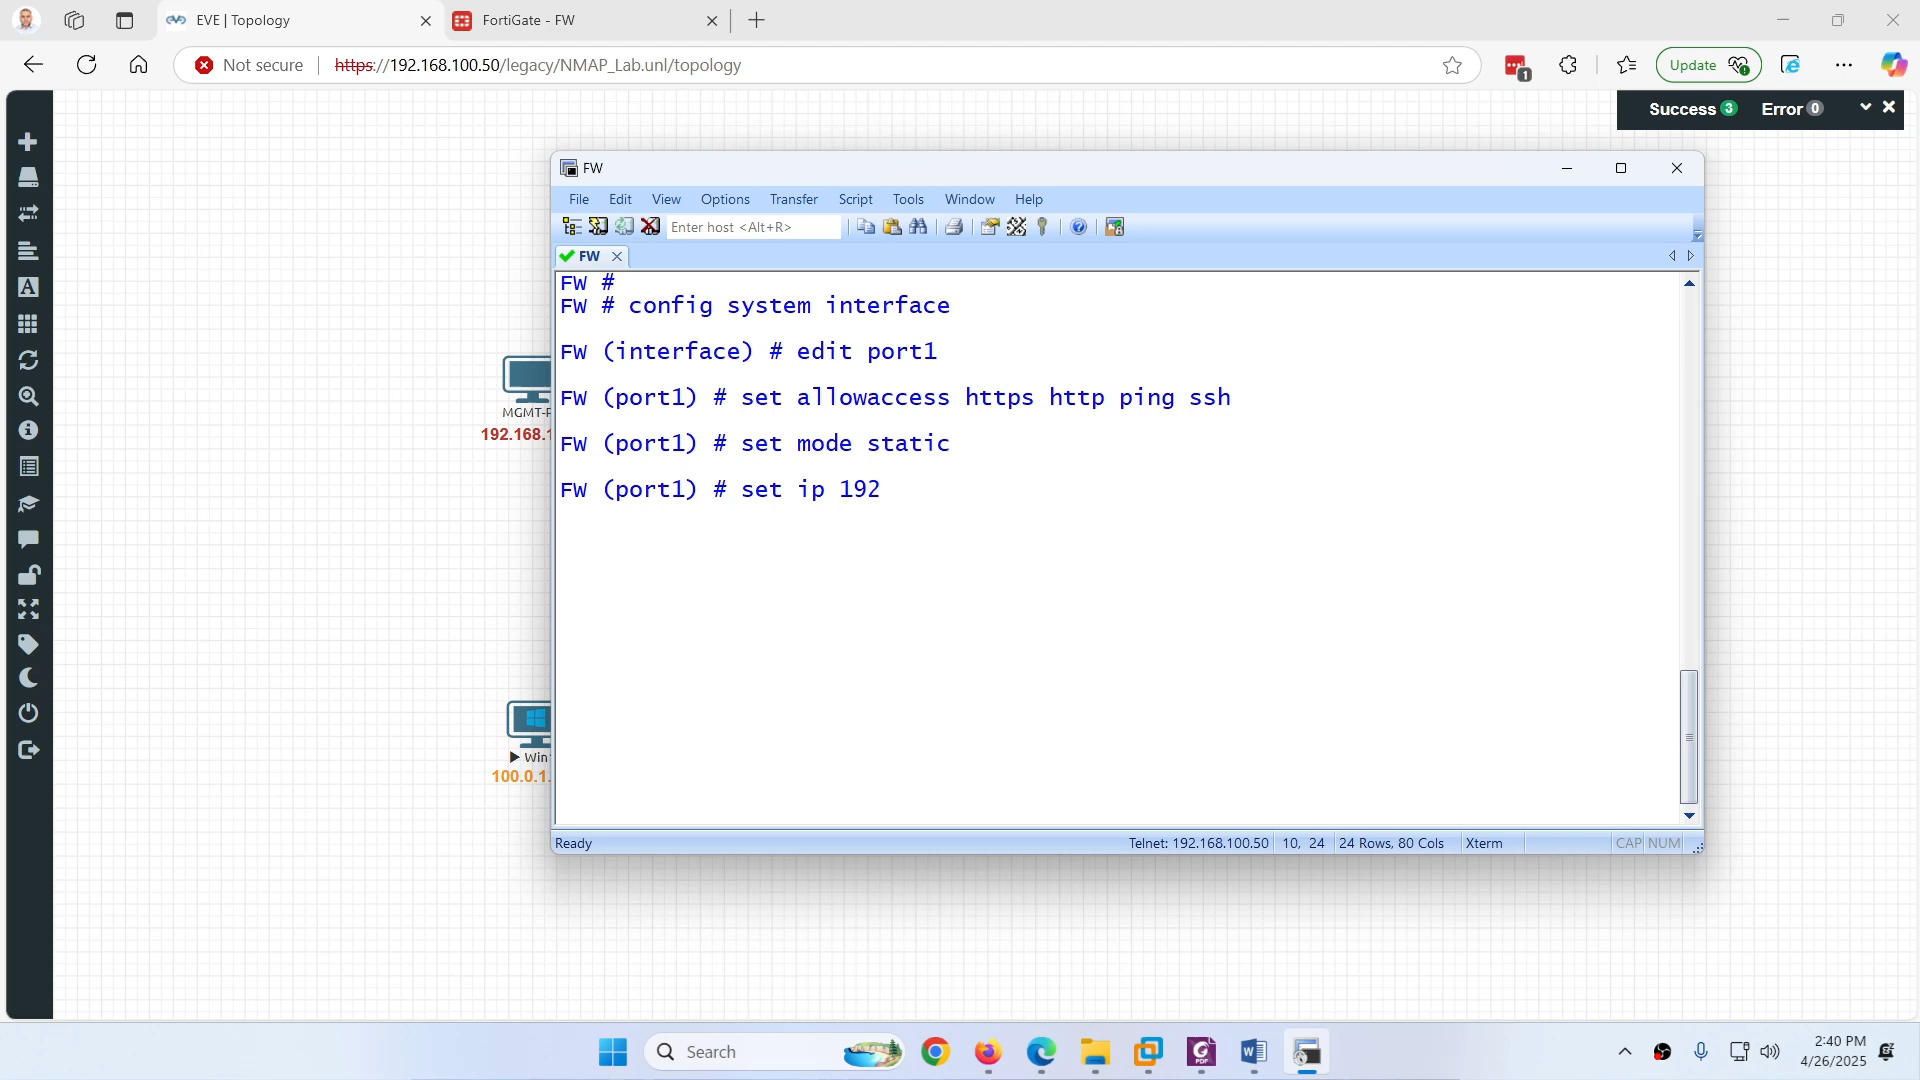 EVE | Topology
FortiGate - FW
Not secure
https://192.168.100.50/legacy/NMAP_Lab.unl/topology
1
Update
Success 3 Error 0
FW
File Edit View Options Transfer Script Tools Window Help
Enter host <Alt+R>
FW
FW #
FW # config system interface
FW (interface) # edit port1
FW (port1) # set allowaccess https http ping ssh
FW (port1) # set mode static
FW (port1) # set ip 192
MGMT-P
192.168.1
Win
100.0.1.
Ready
Telnet: 192.168.100.50 10, 24 24 Rows, 80 Cols Xterm CAP NUM
Search
2:40 PM
4/26/2025